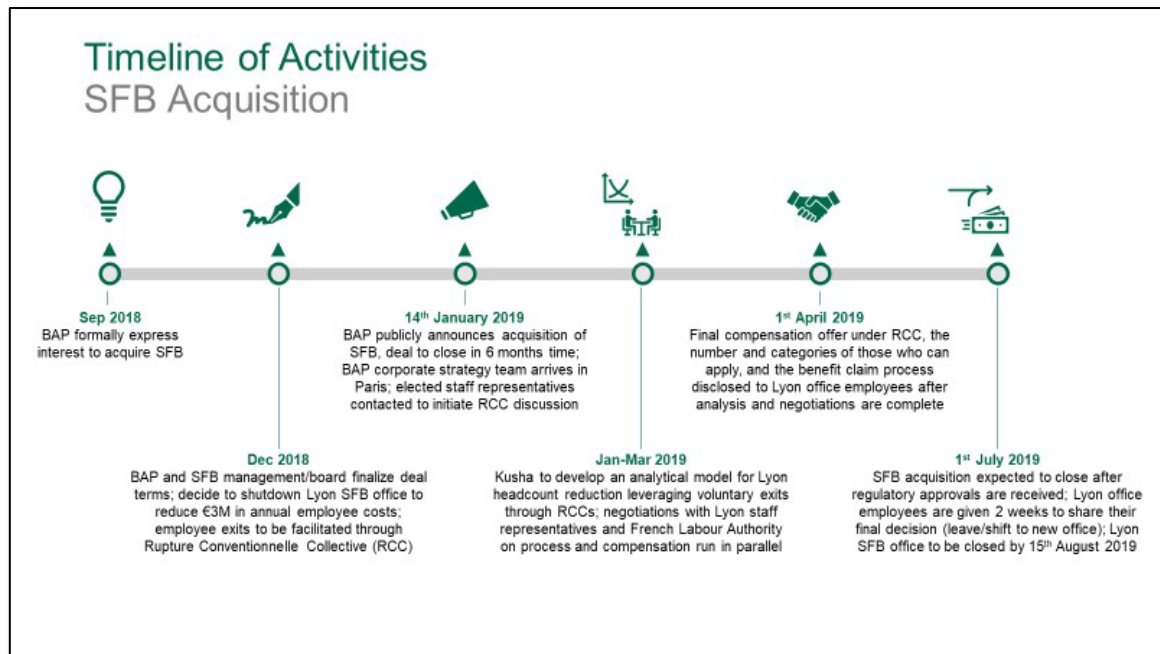 Timeline of Activities
SFB Acquisition
Sep 2018
BAP formally express
interest to acquire SFB
14th January 2019
BAP publicly announces acquisition of
SFB, deal to close in 6 months time;
BAP corporate strategy team arrives in
Paris; elected staff representatives
contacted to initiate RCC discussion
1st April 2019
Final compensation offer under RCC, the
number and categories of those who can
apply, and the benefit claim process
disclosed to Lyon office employees after
analysis and negotiations are complete
Dec 2018
BAP and SFB management/board finalize deal
terms; decide to shutdown Lyon SFB office to
reduce €3M in annual employee costs;
employee exits to be facilitated through
Rupture Conventionnelle Collective (RCC)
Jan-Mar 2019
Kusha to develop an analytical model for Lyon
headcount reduction leveraging voluntary exits
through RCCs; negotiations with Lyon staff
representatives and French Labour Authority
on process and compensation run in parallel
1st July 2019
SFB acquisition expected to close after
regulatory approvals are received; Lyon office
employees are given 2 weeks to share their
final decision (leave/shift to new office); Lyon
SFB office to be closed by 15th August 2019